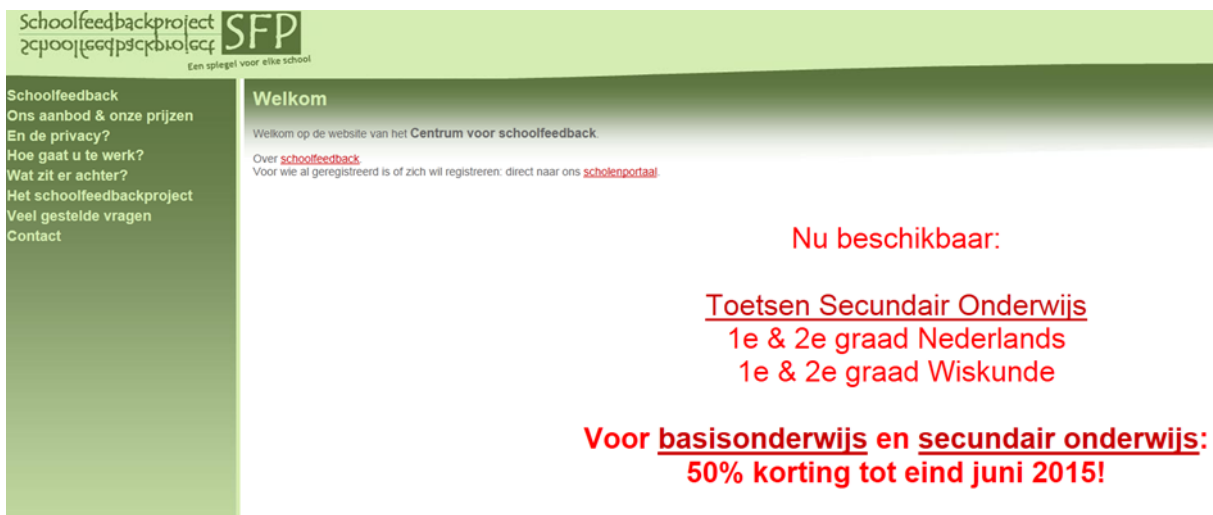 Schoolfeedbackproject SFP
Schoolfeedbackproject
Een spiegel voor elke school
Schoolfeedback
Ons aanbod & onze prijzen
En de privacy?
Hoe gaat u te werk?
Wat zit er achter?
Het schoolfeedbackproject
Veel gestelde vragen
Contact
Welkom
Welkom op de website van het Centrum voor schoolfeedback.
Over schoolfeedback.
Voor wie al geregistreerd is of zich wil registreren: direct naar ons scholenportaal.
Nu beschikbaar:
Toetsen Secundair Onderwijs
1e & 2e graad Nederlands
1e & 2e graad Wiskunde
Voor basisonderwijs en secundair onderwijs:
50% korting tot eind juni 2015!